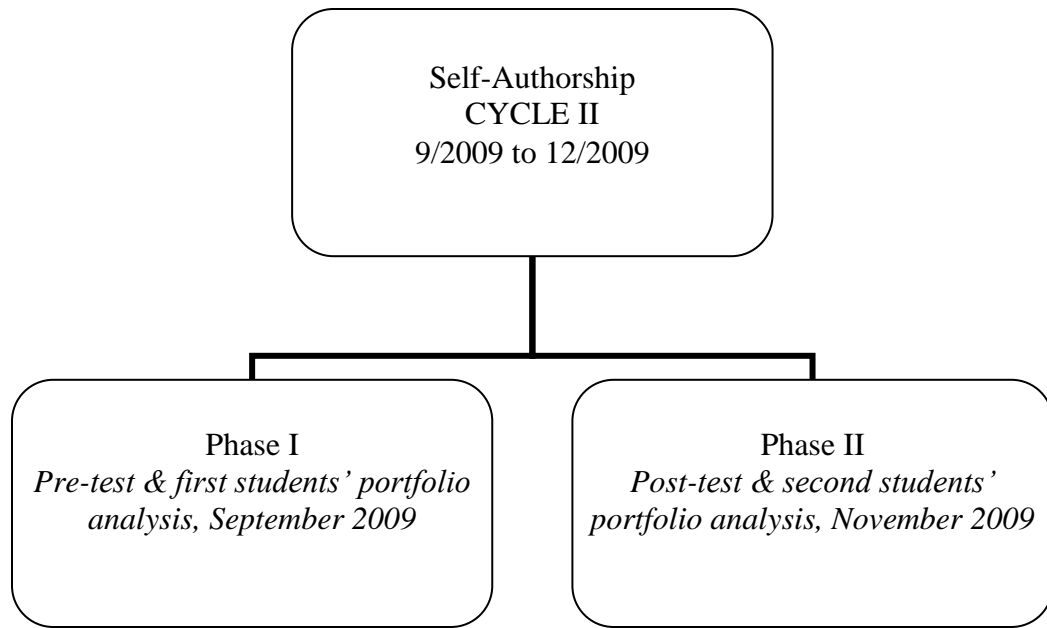 Self-Authorship
CYCLE II
9/2009 to 12/2009
Phase I
Pre-test & first students’ portfolio
analysis, September 2009
Phase II
Post-test & second students’
portfolio analysis, November 2009